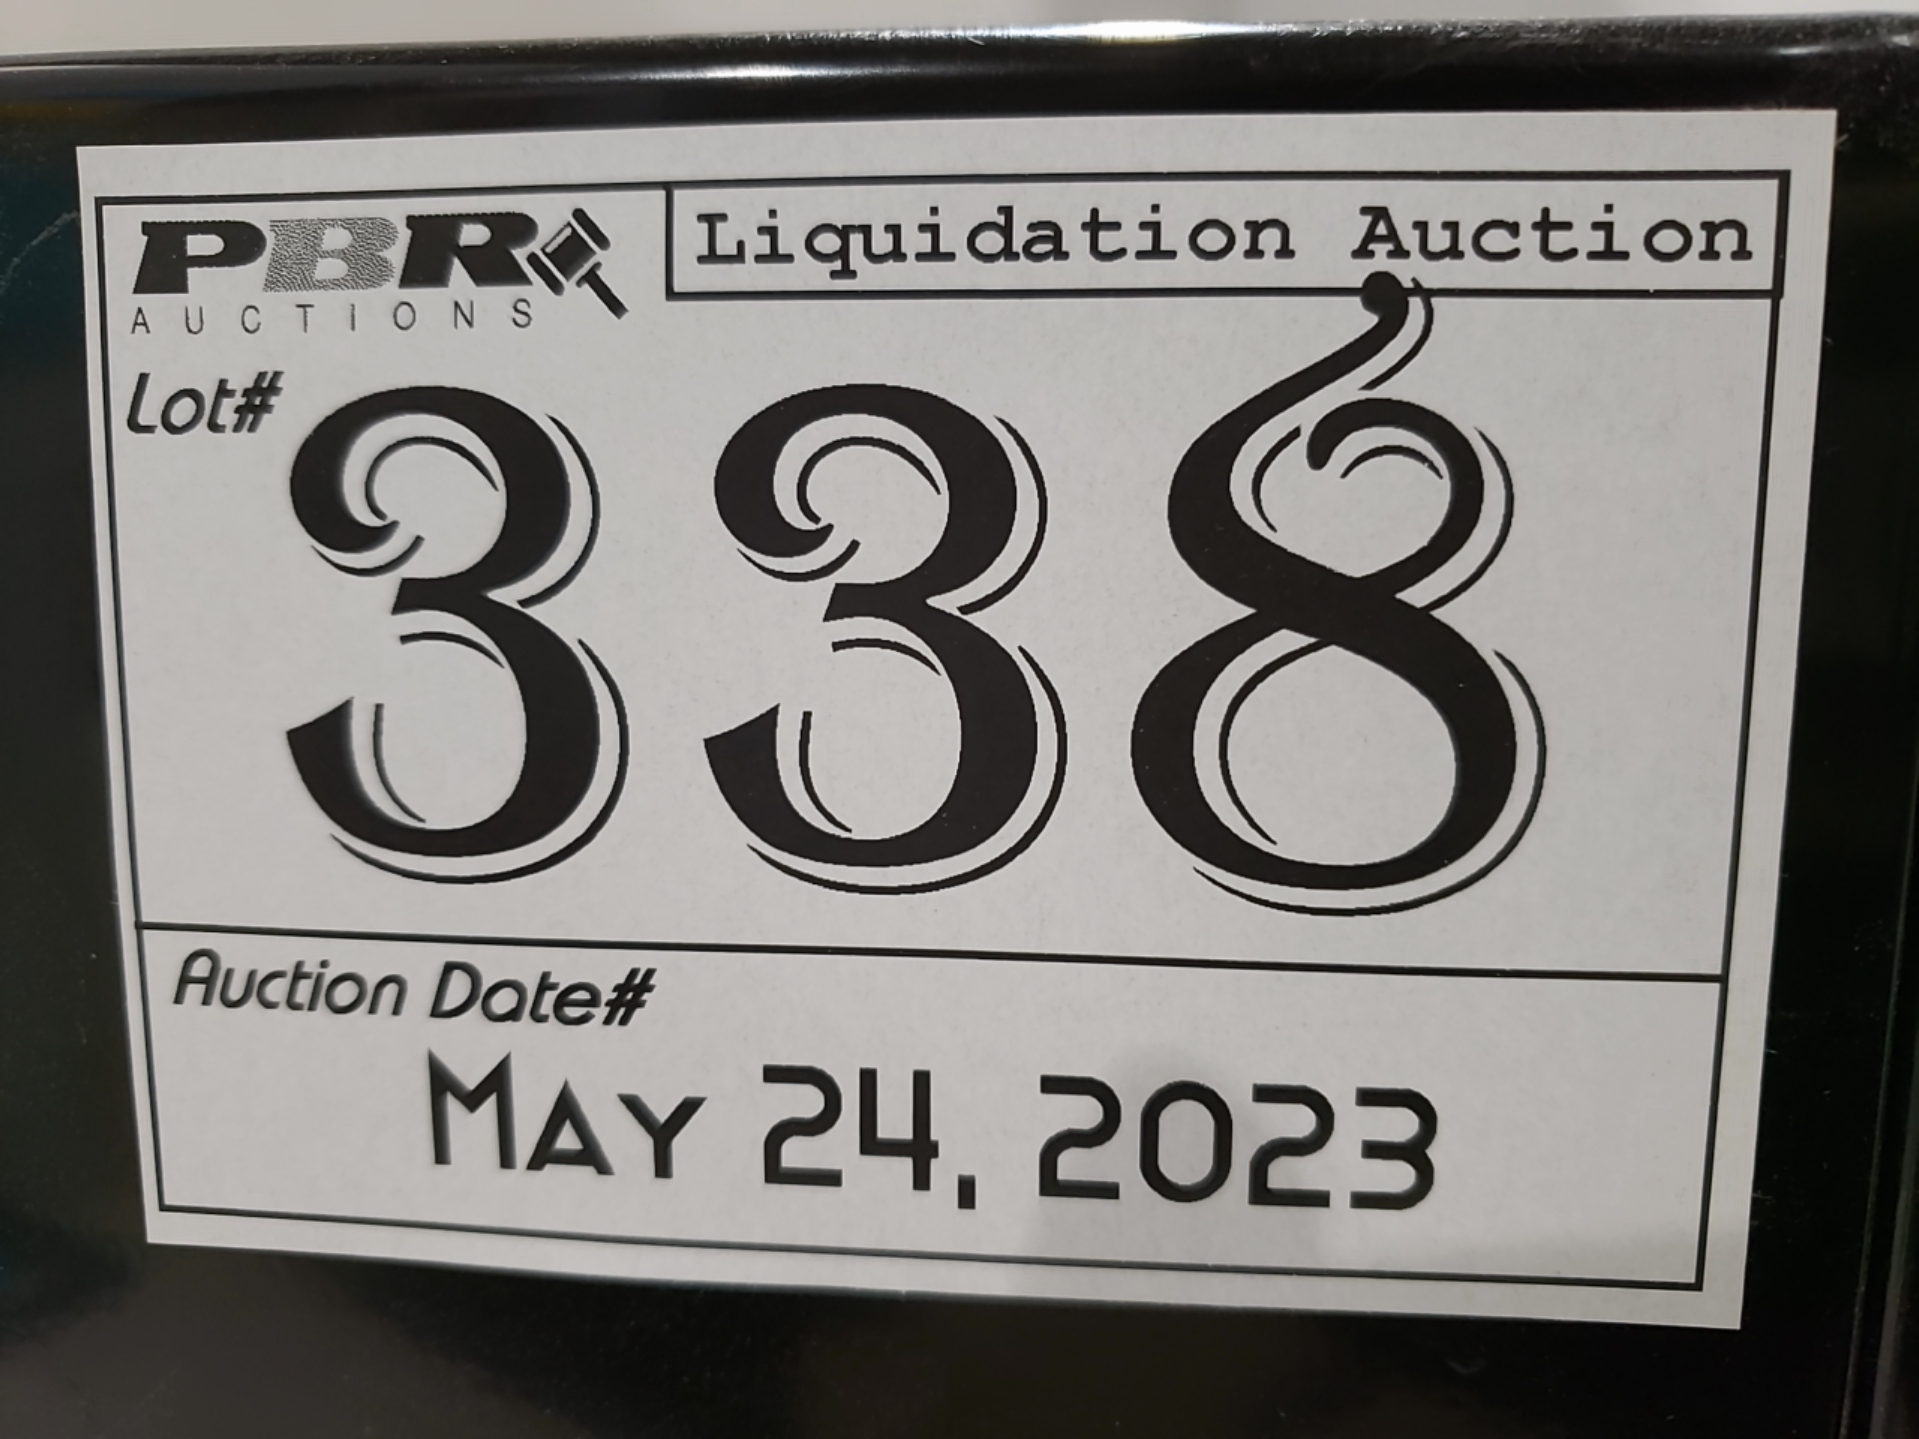 PBR
AUCTIONS
Liquidation Auction
Lot#
338
Auction Date#
MAY 24, 2023